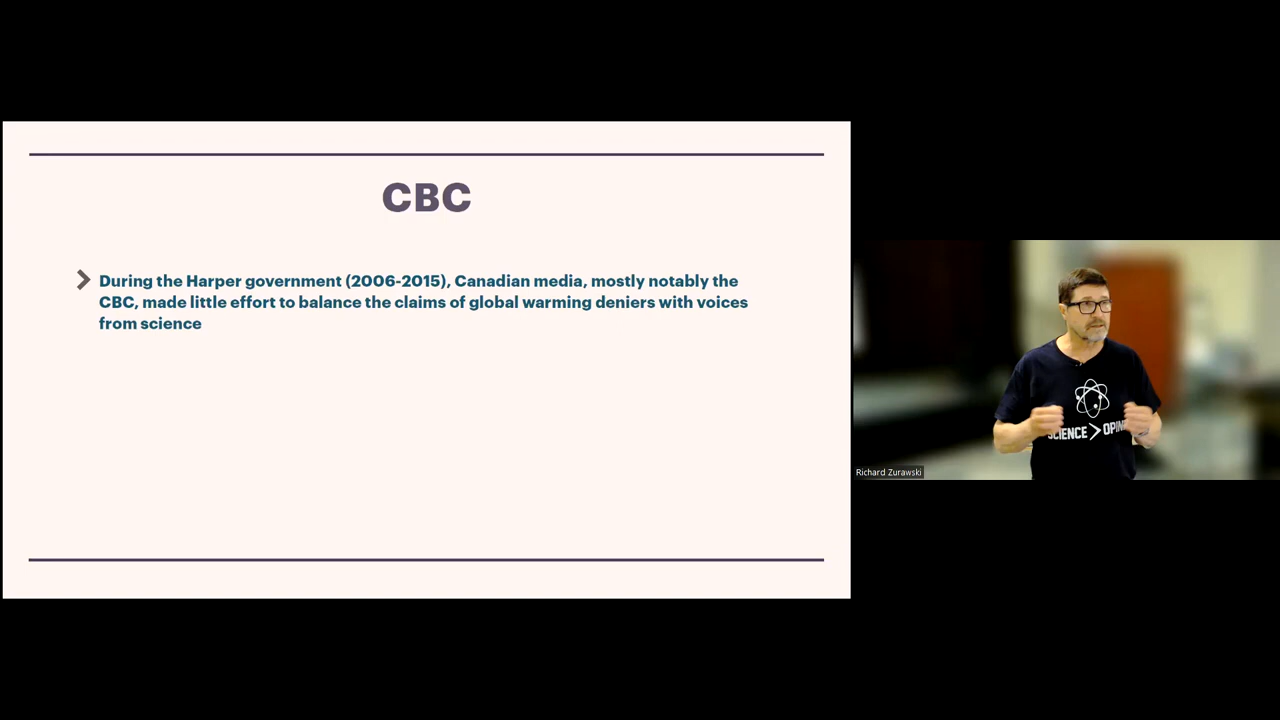 CBC
During the Harper government (2006-2015), Canadian media, mostly notably the
CBC, made little effort to balance the claims of global warming deniers with voices
from science
SCIENCE > OPIN
Richard Zurawski